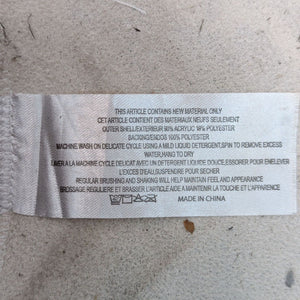 THIS ARTICLE CONTAINS NEW MATERIAL ONLY
CET ARTICLE CONTIENT DES MATERIAUX NEUFS SEULEMENT
OUTER SHELL/EXTERIEUR 90% ACRYLIC 10% POLYESTER
BACKING/ENDOS 100% POLYESTER
MACHINE WASH ON DELICATE CYCLE USING A MILD LIQUID DETERGENT,SPIN TO REMOVE EXCESS
WATER,HANG TO DRY
LAVER A LA MACHINE CYCLE DELICAT AVEC UN DETERGENT LIQUIDE DOUCE,ESSORER POUR ENELEVER
L'EXCES D'EAU,SUSPENDRE POUR SECHER
REGULAR BRUSHING AND SHAKING WILL HELP MAINTAIN FEEL AND APPEARANCE
BROSSAGE REGULIERE ET BRASSER L'ARTICLE AIDE A MAINTENIR LA TOUCHE ET L'APPARENCE
MADE IN CHINA